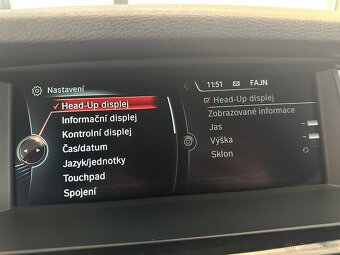 Nastavení
11:51
FAJN
Head-Up displej
Informační displej
Kontrolní displej
Čas/datum
Jazyk/jednotky
Touchpad
Spojení
Head-Up displej
Zobrazované informace
Jas
Výška
Sklon